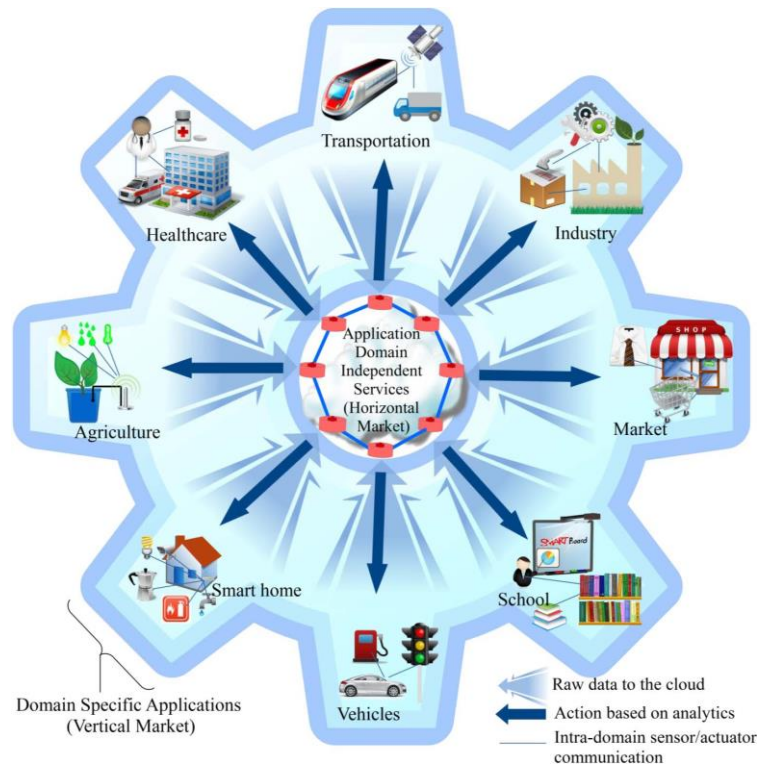 Transportation
Healthcare
Industry
Application
Domain
Independent
Services
(Horizontal
Market)
SHOP
Agriculture
Market
SMART Board
Smart home
School
Vehicles
Domain Specific Applications
(Vertical Market)
Raw data to the cloud
Action based on analytics
Intra-domain sensor/actuator
communication